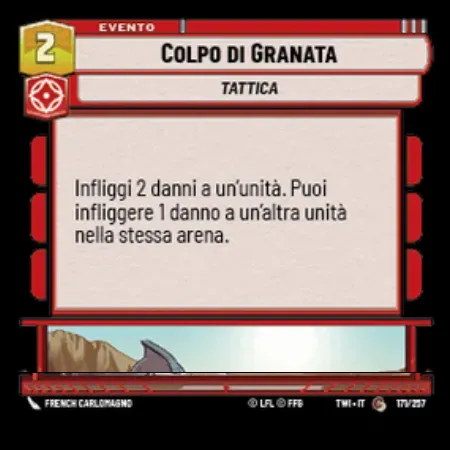 EVENTO
2
COLPO DI GRANATA
TATTICA
Infliggi 2 danni a un'unità. Puoi
infliggere 1 danno a un'altra unità
nella stessa arena.
FRENCH CARLOMAGNO
© LFL © FFG
TWI • IT
171/257